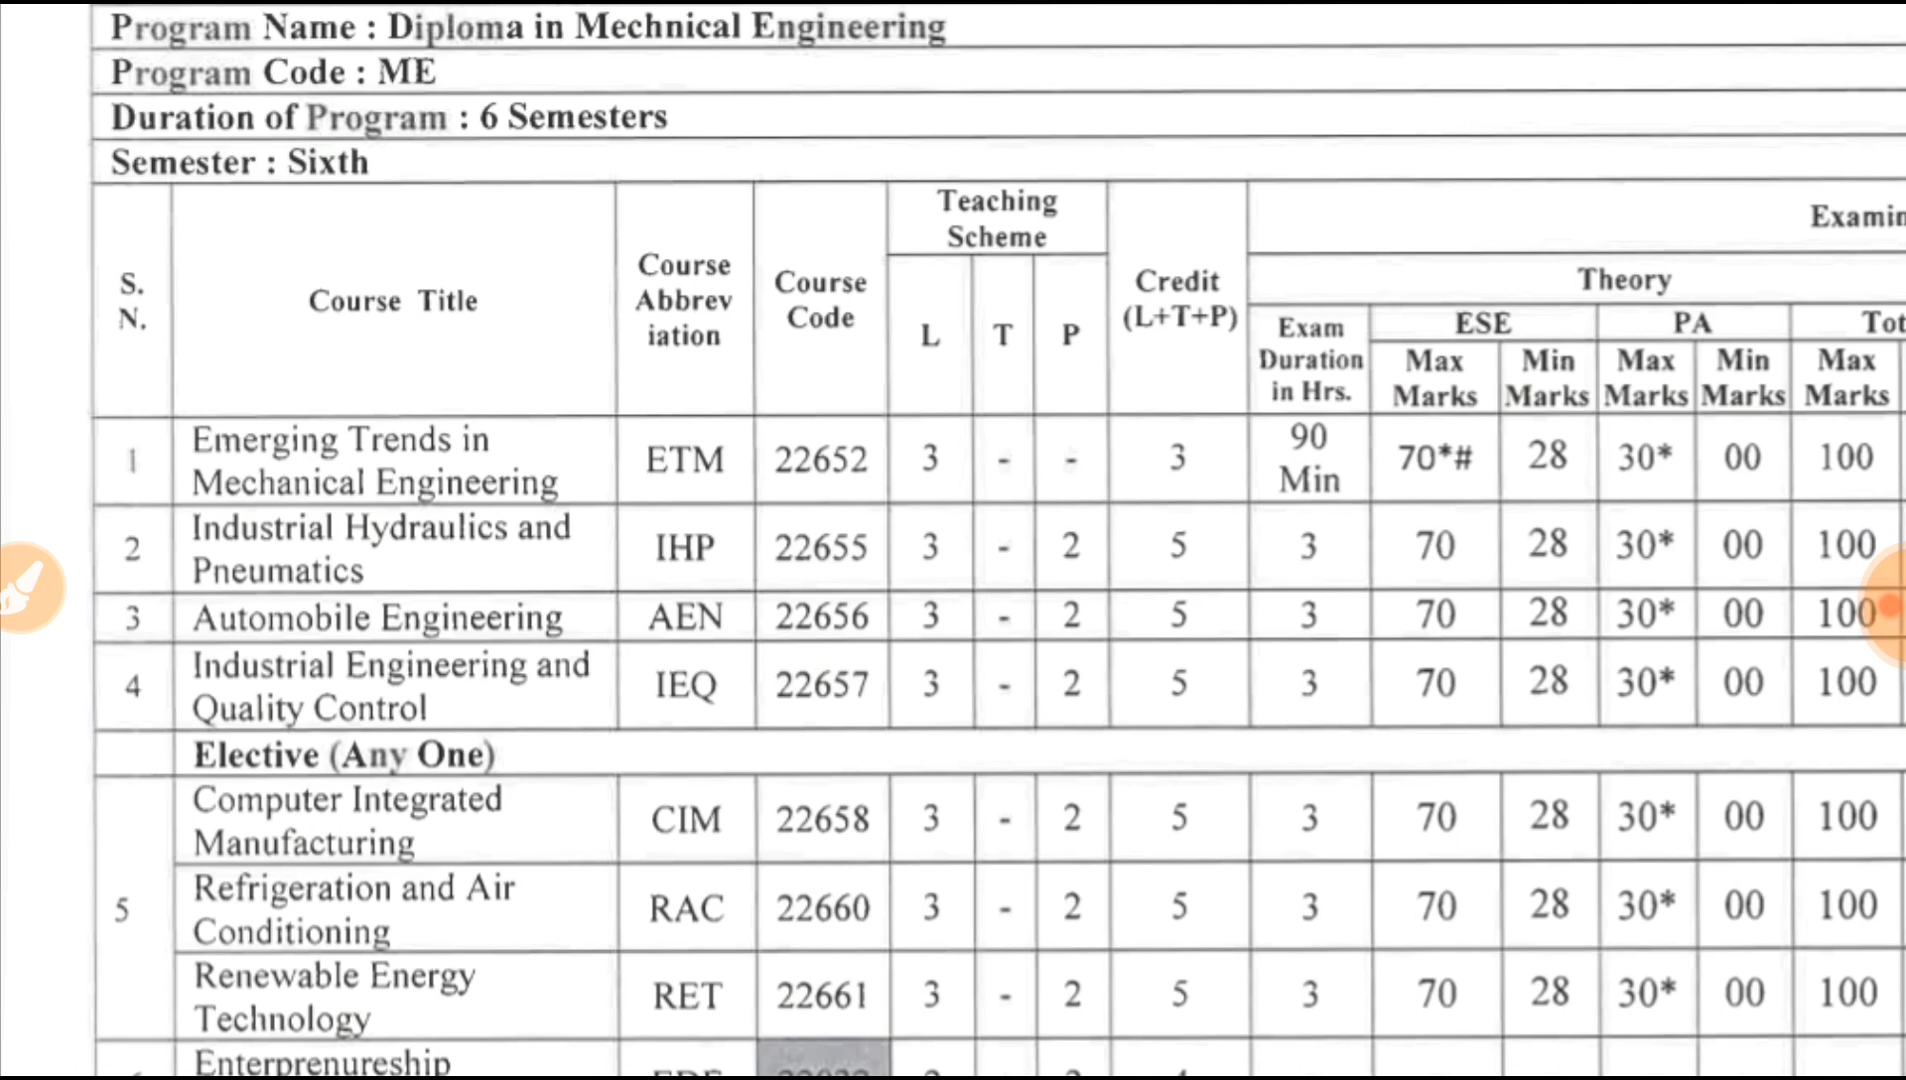 Program Name : Diploma in Mechnical Engineering
Program Code : ME
Duration of Program : 6 Semesters
Semester : Sixth
S. N. Course Title Course Abbrev iation Course Code Teaching Scheme Credit (L+T+P)
L T P
Theory
Exam Duration in Hrs. ESE PA
Max Marks Min Marks Max Marks Min Marks Max Marks
1 Emerging Trends in Mechanical Engineering ETM 22652 3 - - 3 90 Min 70*# 28 30* 00 100
2 Industrial Hydraulics and Pneumatics IHP 22655 3 - 2 5 3 70 28 30* 00 100
3 Automobile Engineering AEN 22656 3 - 2 5 3 70 28 30* 00 100
4 Industrial Engineering and Quality Control IEQ 22657 3 - 2 5 3 70 28 30* 00 100
Elective (Any One)
5 Computer Integrated Manufacturing CIM 22658 3 - 2 5 3 70 28 30* 00 100
Refrigeration and Air Conditioning RAC 22660 3 - 2 5 3 70 28 30* 00 100
Renewable Energy Technology RET 22661 3 - 2 5 3 70 28 30* 00 100
Enterprenureship